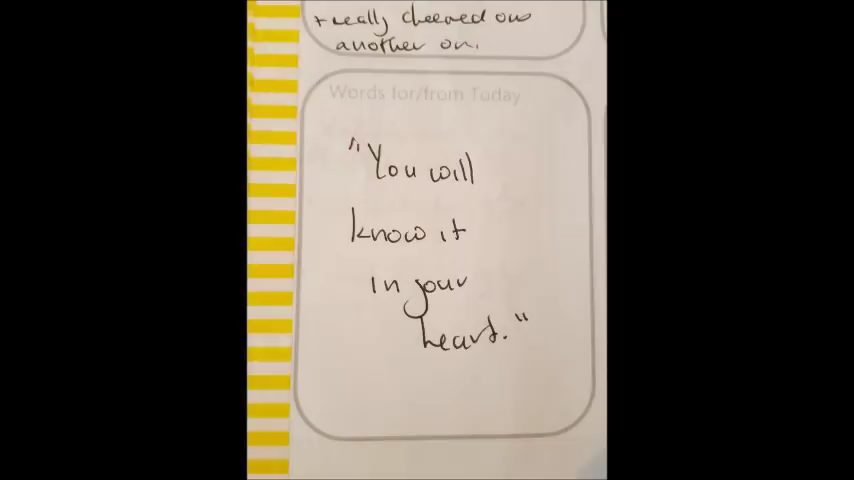 + really cheered one
another on.
Words for/from Today
"You will
know it
in your
heart."